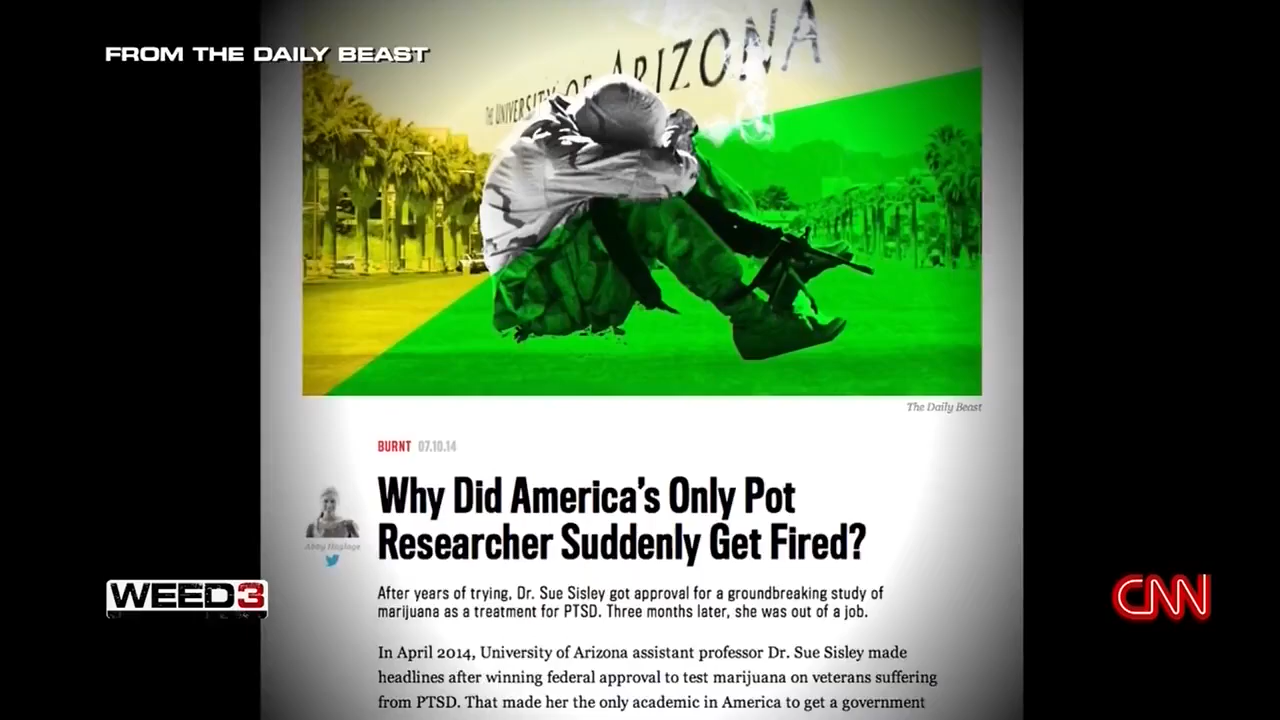 FROM THE DAILY BEAST
THE UNIVERSITY OF ARIZONA
The Daily Beast
BURNT 07.10.14
Why Did America's Only Pot
Researcher Suddenly Get Fired?
Abby Haglage
After years of trying, Dr. Sue Sisley got approval for a groundbreaking study of
marijuana as a treatment for PTSD. Three months later, she was out of a job.
WEED3
CNN
In April 2014, University of Arizona assistant professor Dr. Sue Sisley made
headlines after winning federal approval to test marijuana on veterans suffering
from PTSD. That made her the only academic in America to get a government